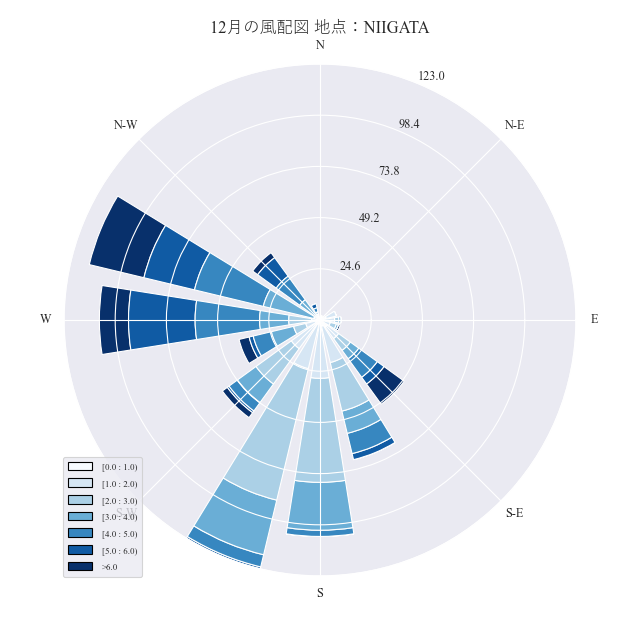 12月の風配図 地点：NIIGATA
N
123.0
N-W
N-E
98.4
73.8
49.2
24.6
W
E
[0.0 : 1.0)
[1.0 : 2.0)
[2.0 : 3.0)
[3.0 : 4.0)
[4.0 : 5.0)
[5.0 : 6.0)
>6.0
S-W
S-E
S